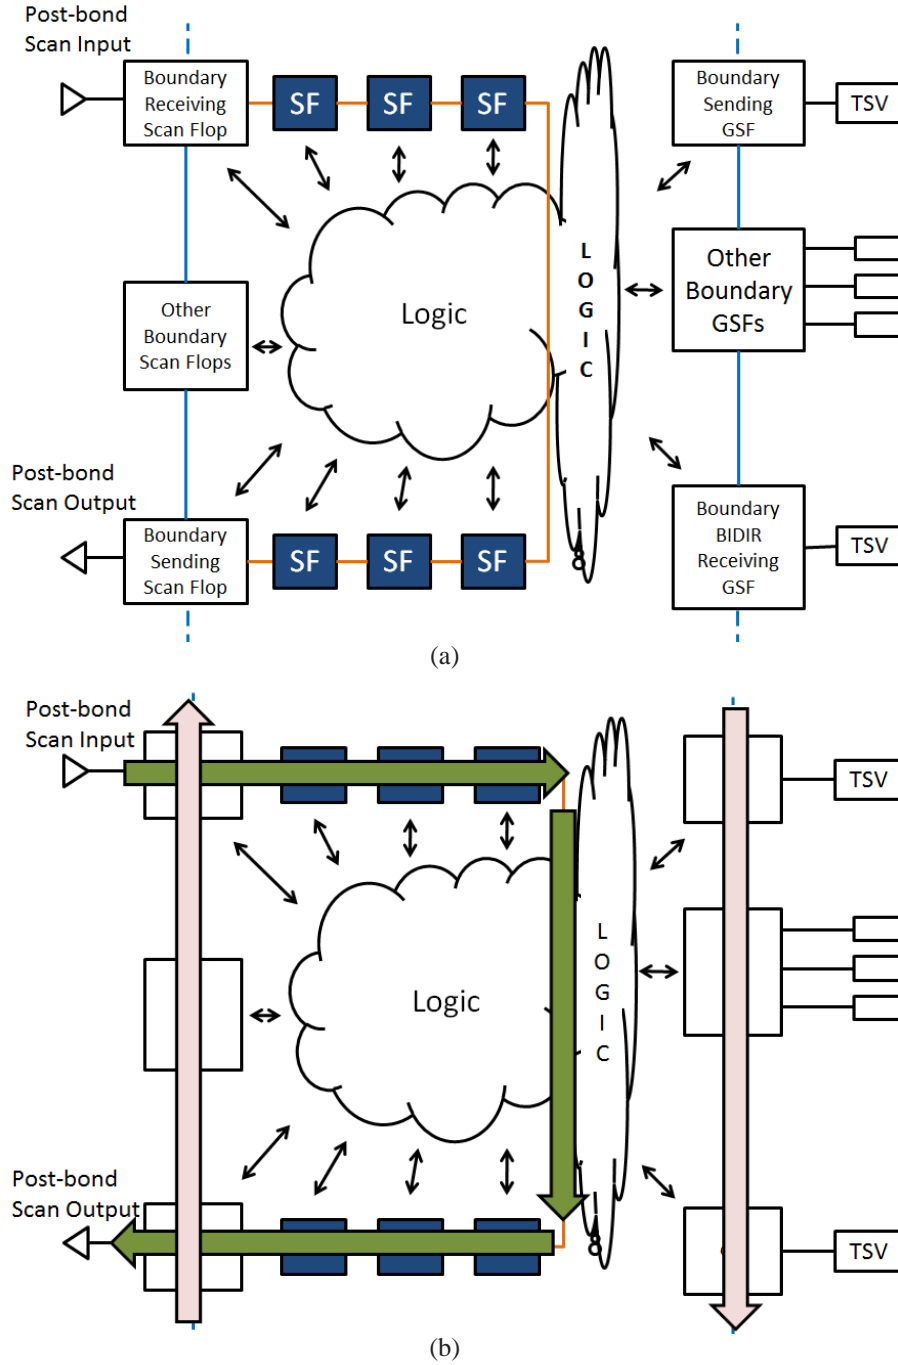 Post-bond
Scan Input
Boundary
Receiving
Scan Flop
SF
SF
SF
Boundary
Sending
GSF
TSV
Logic
L
O
G
I
C
Other
Boundary
Scan Flops
Other
Boundary
GSFs
Post-bond
Scan Output
Boundary
Sending
Scan Flop
SF
SF
SF
Boundary
BIDIR
Receiving
GSF
TSV
(a)
Post-bond
Scan Input
TSV
Logic
L
O
G
I
C
Post-bond
Scan Output
TSV
(b)